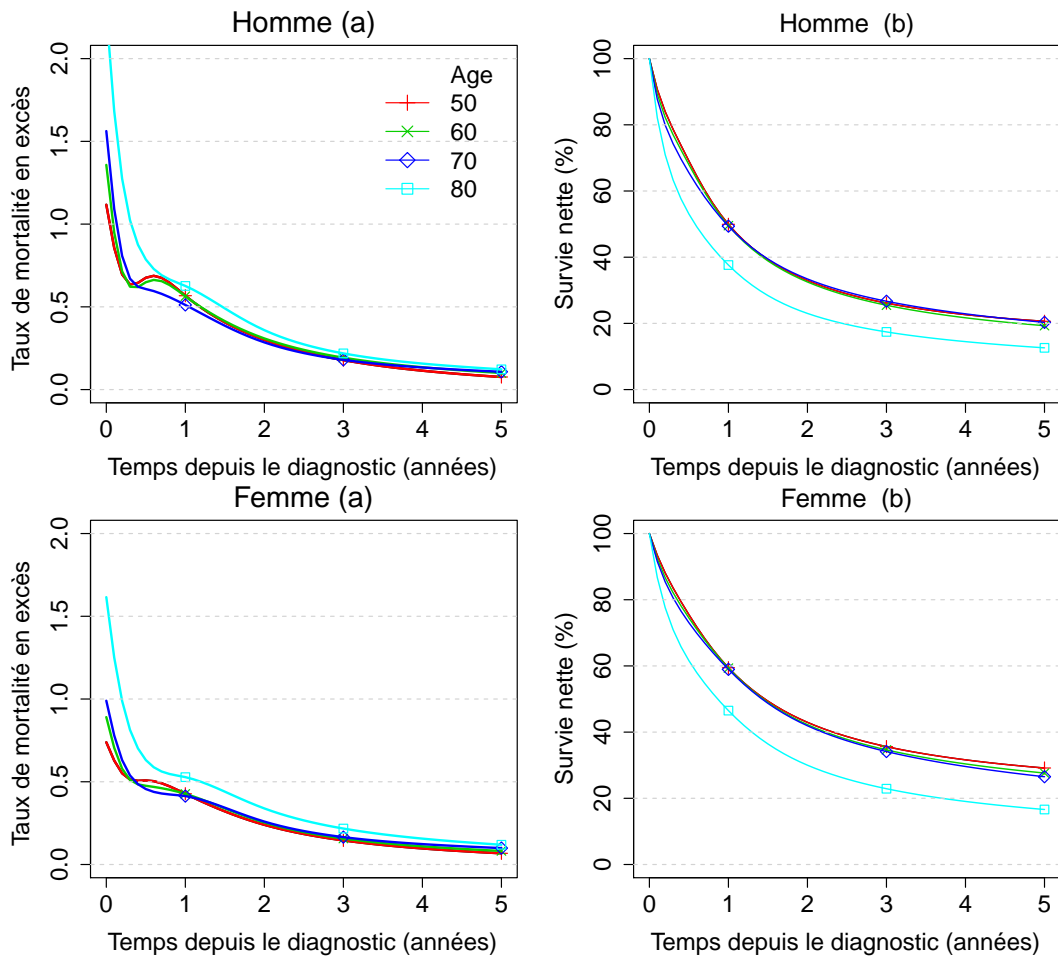 Homme (a)
Taux de mortalité en excès
2.0
1.5
1.0
0.5
0.0
Age
50
60
70
80
0 1 2 3 4 5
Temps depuis le diagnostic (années)
Homme (b)
Survie nette (%)
100
80
60
40
20
0
0 1 2 3 4 5
Temps depuis le diagnostic (années)
Femme (a)
Taux de mortalité en excès
2.0
1.5
1.0
0.5
0.0
0 1 2 3 4 5
Temps depuis le diagnostic (années)
Femme (b)
Survie nette (%)
100
80
60
40
20
0
0 1 2 3 4 5
Temps depuis le diagnostic (années)